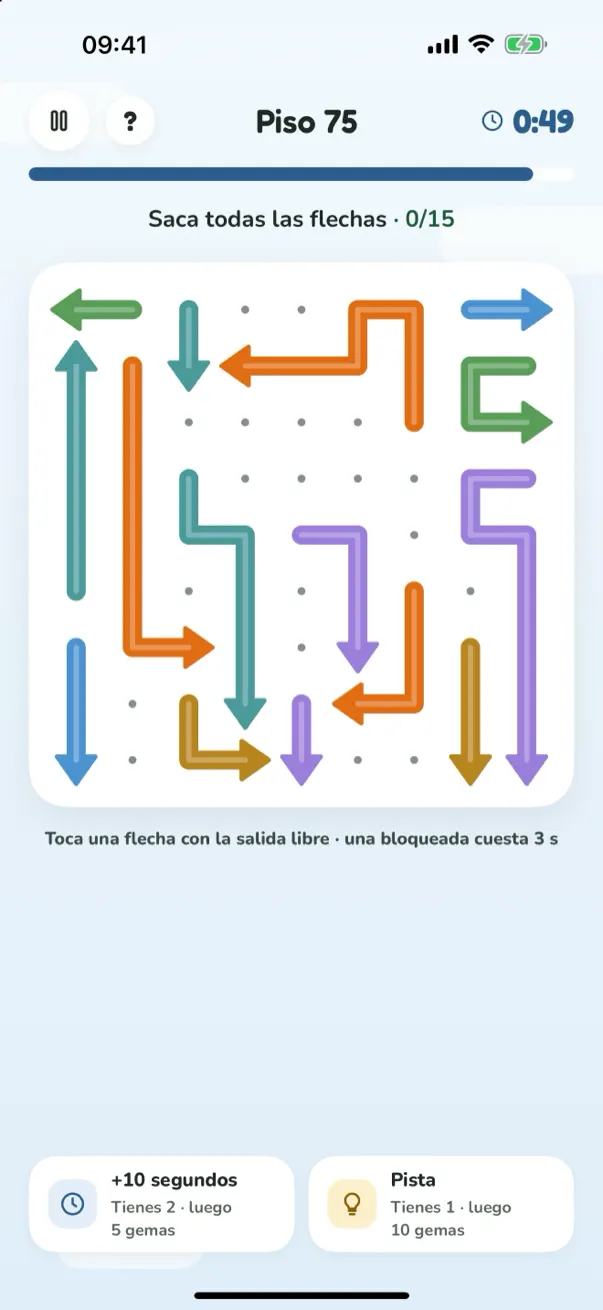 09:41
?
Piso 75
0:49
Saca todas las flechas · 0/15
Toca una flecha con la salida libre · una bloqueada cuesta 3 s
+10 segundos
Tienes 2 · luego
5 gemas
Pista
Tienes 1 · luego
10 gemas